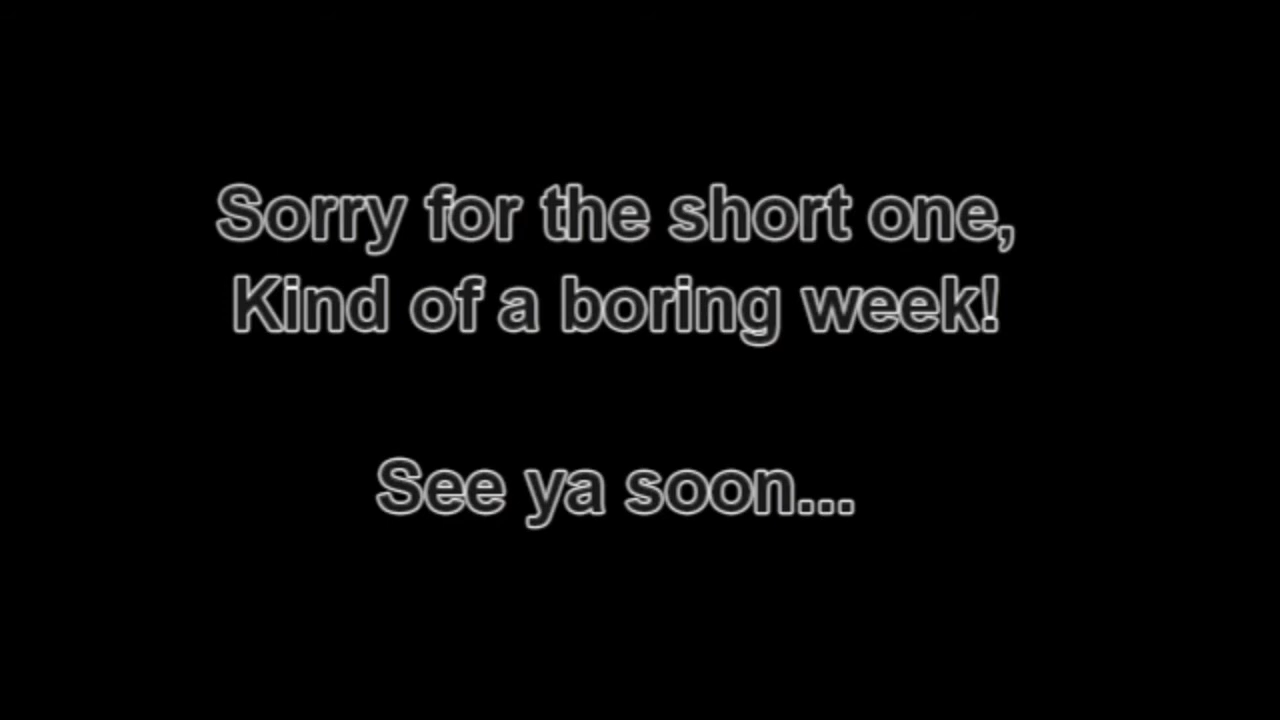 Sorry for the short one,
Kind of a boring week!
See ya soon...